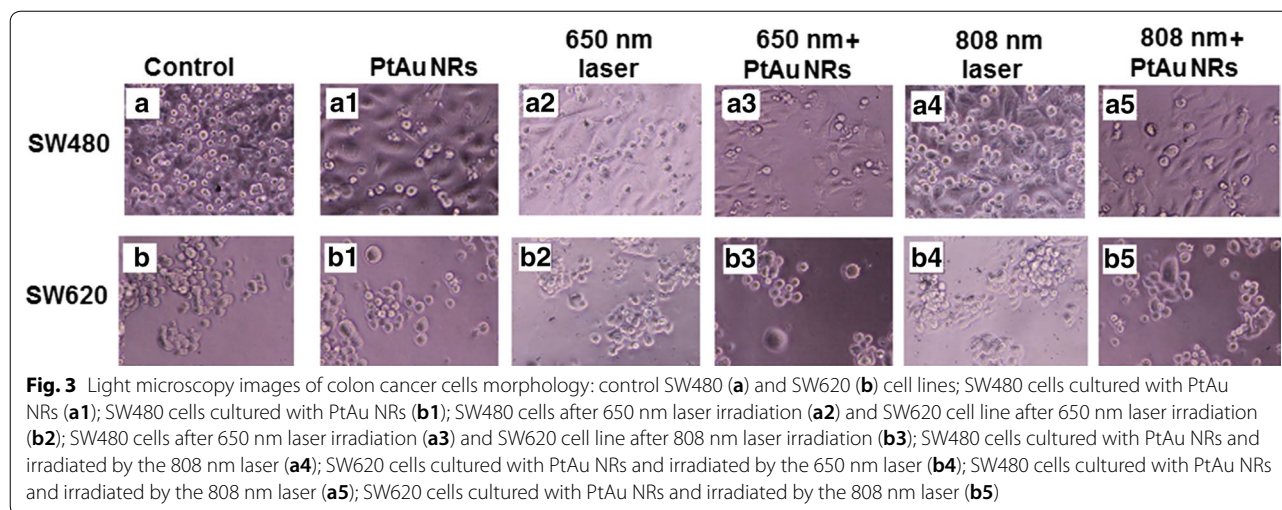 Control
PtAu NRs
650 nm
laser
650 nm+
PtAu NRs
808 nm
laser
808 nm+
PtAu NRs
SW480
a
a1
a2
a3
a4
a5
SW620
b
b1
b2
b3
b4
b5
Fig. 3 Light microscopy images of colon cancer cells morphology: control SW480 (a) and SW620 (b) cell lines; SW480 cells cultured with PtAu
NRs (a1); SW480 cells cultured with PtAu NRs (b1); SW480 cells after 650 nm laser irradiation (a2) and SW620 cell line after 650 nm laser irradiation
(b2); SW480 cells after 650 nm laser irradiation (a3) and SW620 cell line after 808 nm laser irradiation (b3); SW480 cells cultured with PtAu NRs and
irradiated by the 808 nm laser (a4); SW620 cells cultured with PtAu NRs and irradiated by the 650 nm laser (b4); SW480 cells cultured with PtAu NRs
and irradiated by the 808 nm laser (a5); SW620 cells cultured with PtAu NRs and irradiated by the 808 nm laser (b5)